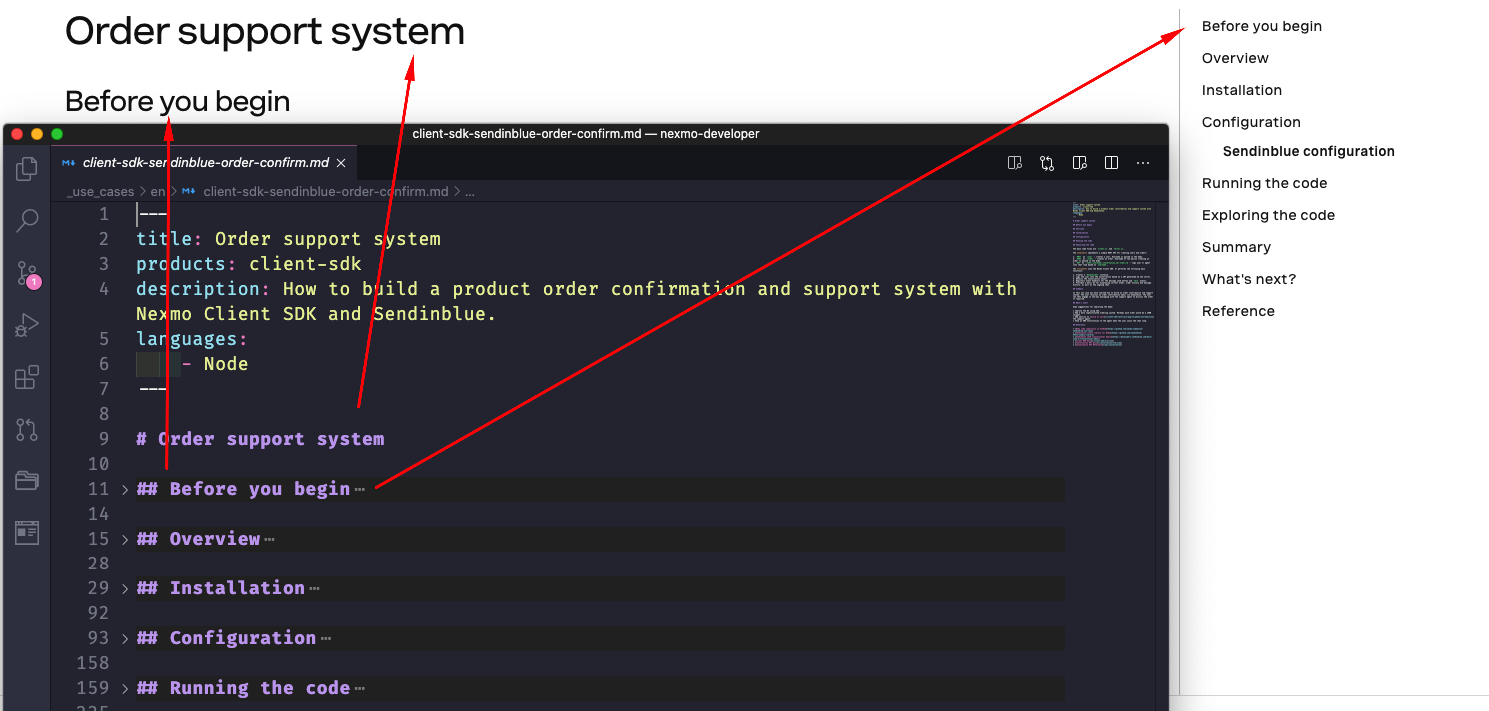 Order support system
Before you begin
Before you begin
Overview
Installation
Configuration
Sendinblue configuration
Running the code
Exploring the code
Summary
What's next?
Reference
client-sdk-sendinblue-order-confirm.md — nexmo-developer
client-sdk-sendinblue-order-confirm.md
_use_cases > en > client-sdk-sendinblue-order-confirm.md > ...
1
1 ---
2 title: Order support system
3 products: client-sdk
4 description: How to build a product order confirmation and support system with
Nexmo Client SDK and Sendinblue.
5 languages:
6 - Node
7 ---
8
9 # Order support system
10
11 > ## Before you begin ...
14
15 > ## Overview ...
28
29 > ## Installation ...
92
93 > ## Configuration ...
158
159 > ## Running the code ...